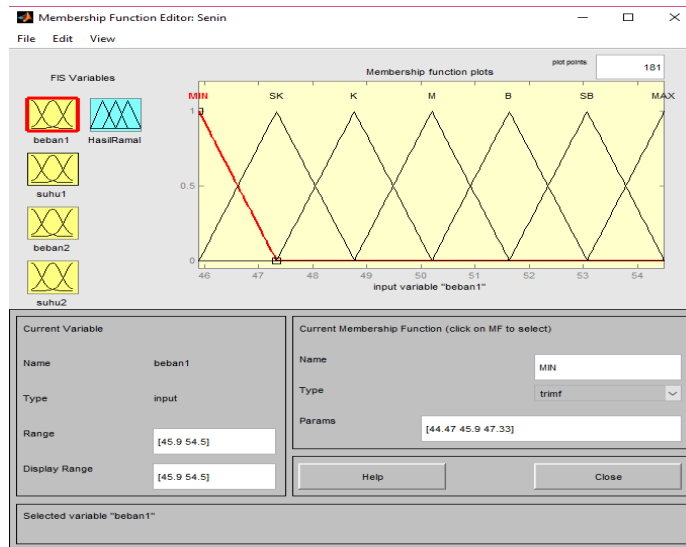 Membership Function Editor: Senin
File Edit View
FIS Variables
beban1
HasilRamal
suhu1
beban2
suhu2
Membership function plots
plot points:
181
MIN SK K M B SB MAX
1
0.5
0
46 47 48 49 50 51 52 53 54
input variable "beban1"
Current Variable
Name beban1
Type input
Range [45.9 54.5]
Display Range [45.9 54.5]
Current Membership Function (click on MF to select)
Name MIN
Type trimf
Params [44.47 45.9 47.33]
Help Close
Selected variable "beban1"